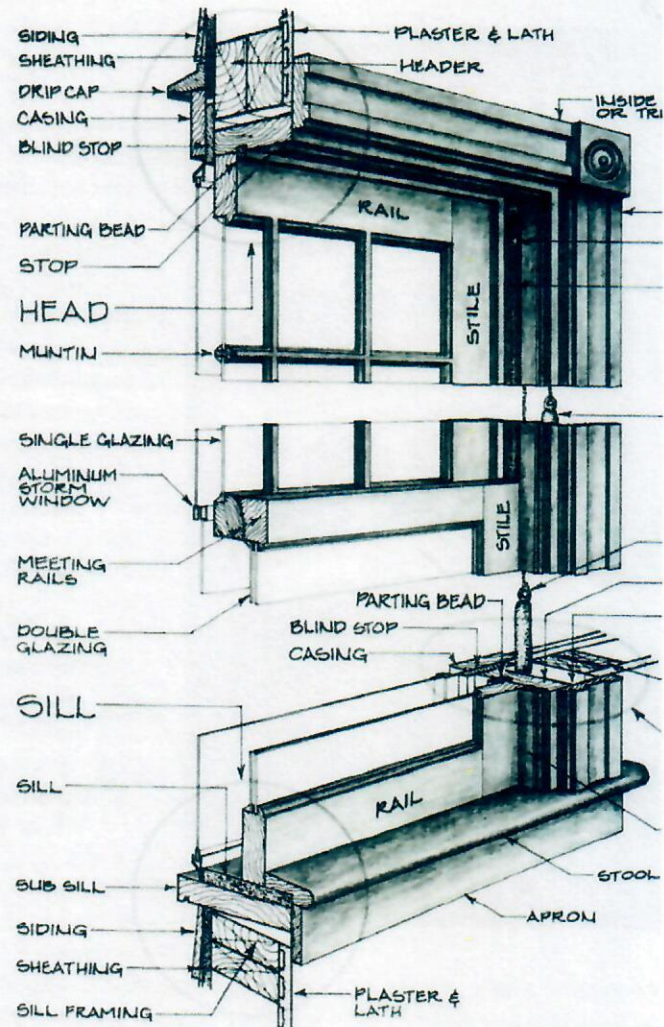 SIDING
SHEATHING
DRIP CAP
CASING
BLIND STOP
PLASTER & LATH
HEADER
INSIDE
OR
PARTING BEAD
STOP
HEAD
MUNTIN
RAIL
STILE
SINGLE GLAZING
ALUMINUM
STORM
WINDOW
MEETING
RAILS
DOUBLE
GLAZING
STILE
PARTING BEAD
BLIND STOP
CASING
SILL
SILL
RAIL
SUB SILL
SIDING
SHEATHING
SILL FRAMING
STOOL
APRON
PLASTER &
LATH